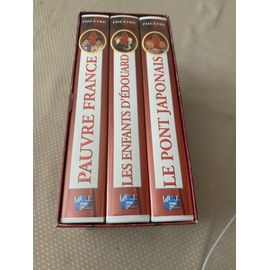 THÉÂTRE
PAUVRE FRANCE
THÉÂTRE
LES ENFANTS D'ÉDOUARD
THÉÂTRE
LE PONT JAPONAIS